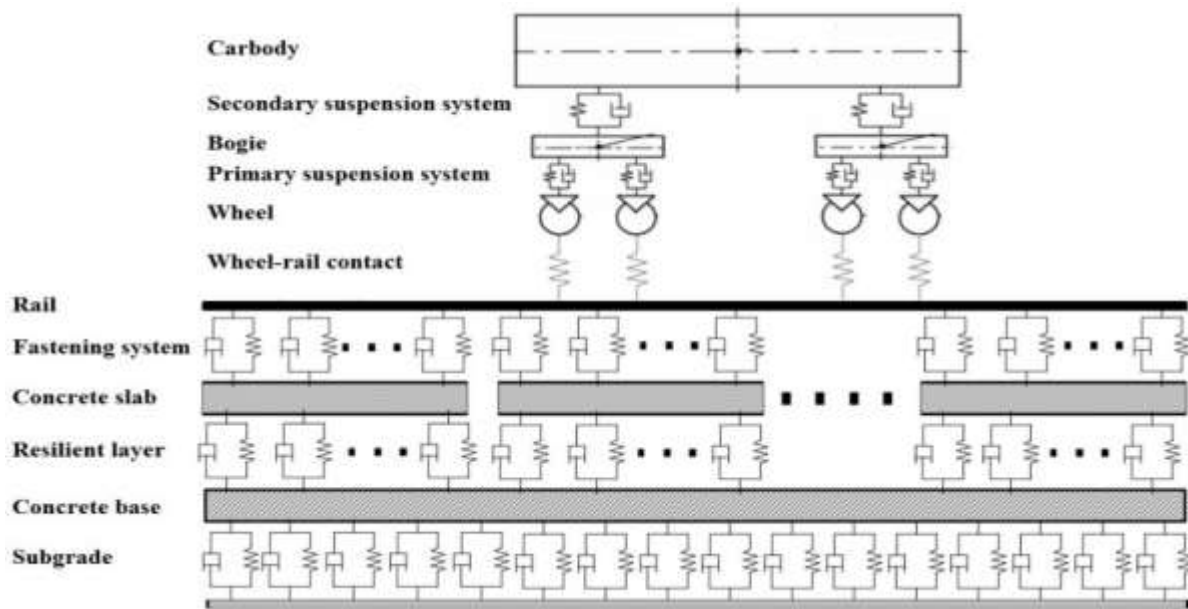 Carbody
Secondary suspension system
Bogie
Primary suspension system
Wheel
Wheel-rail contact
Rail
Fastening system
Concrete slab
Resilient layer
Concrete base
Subgrade